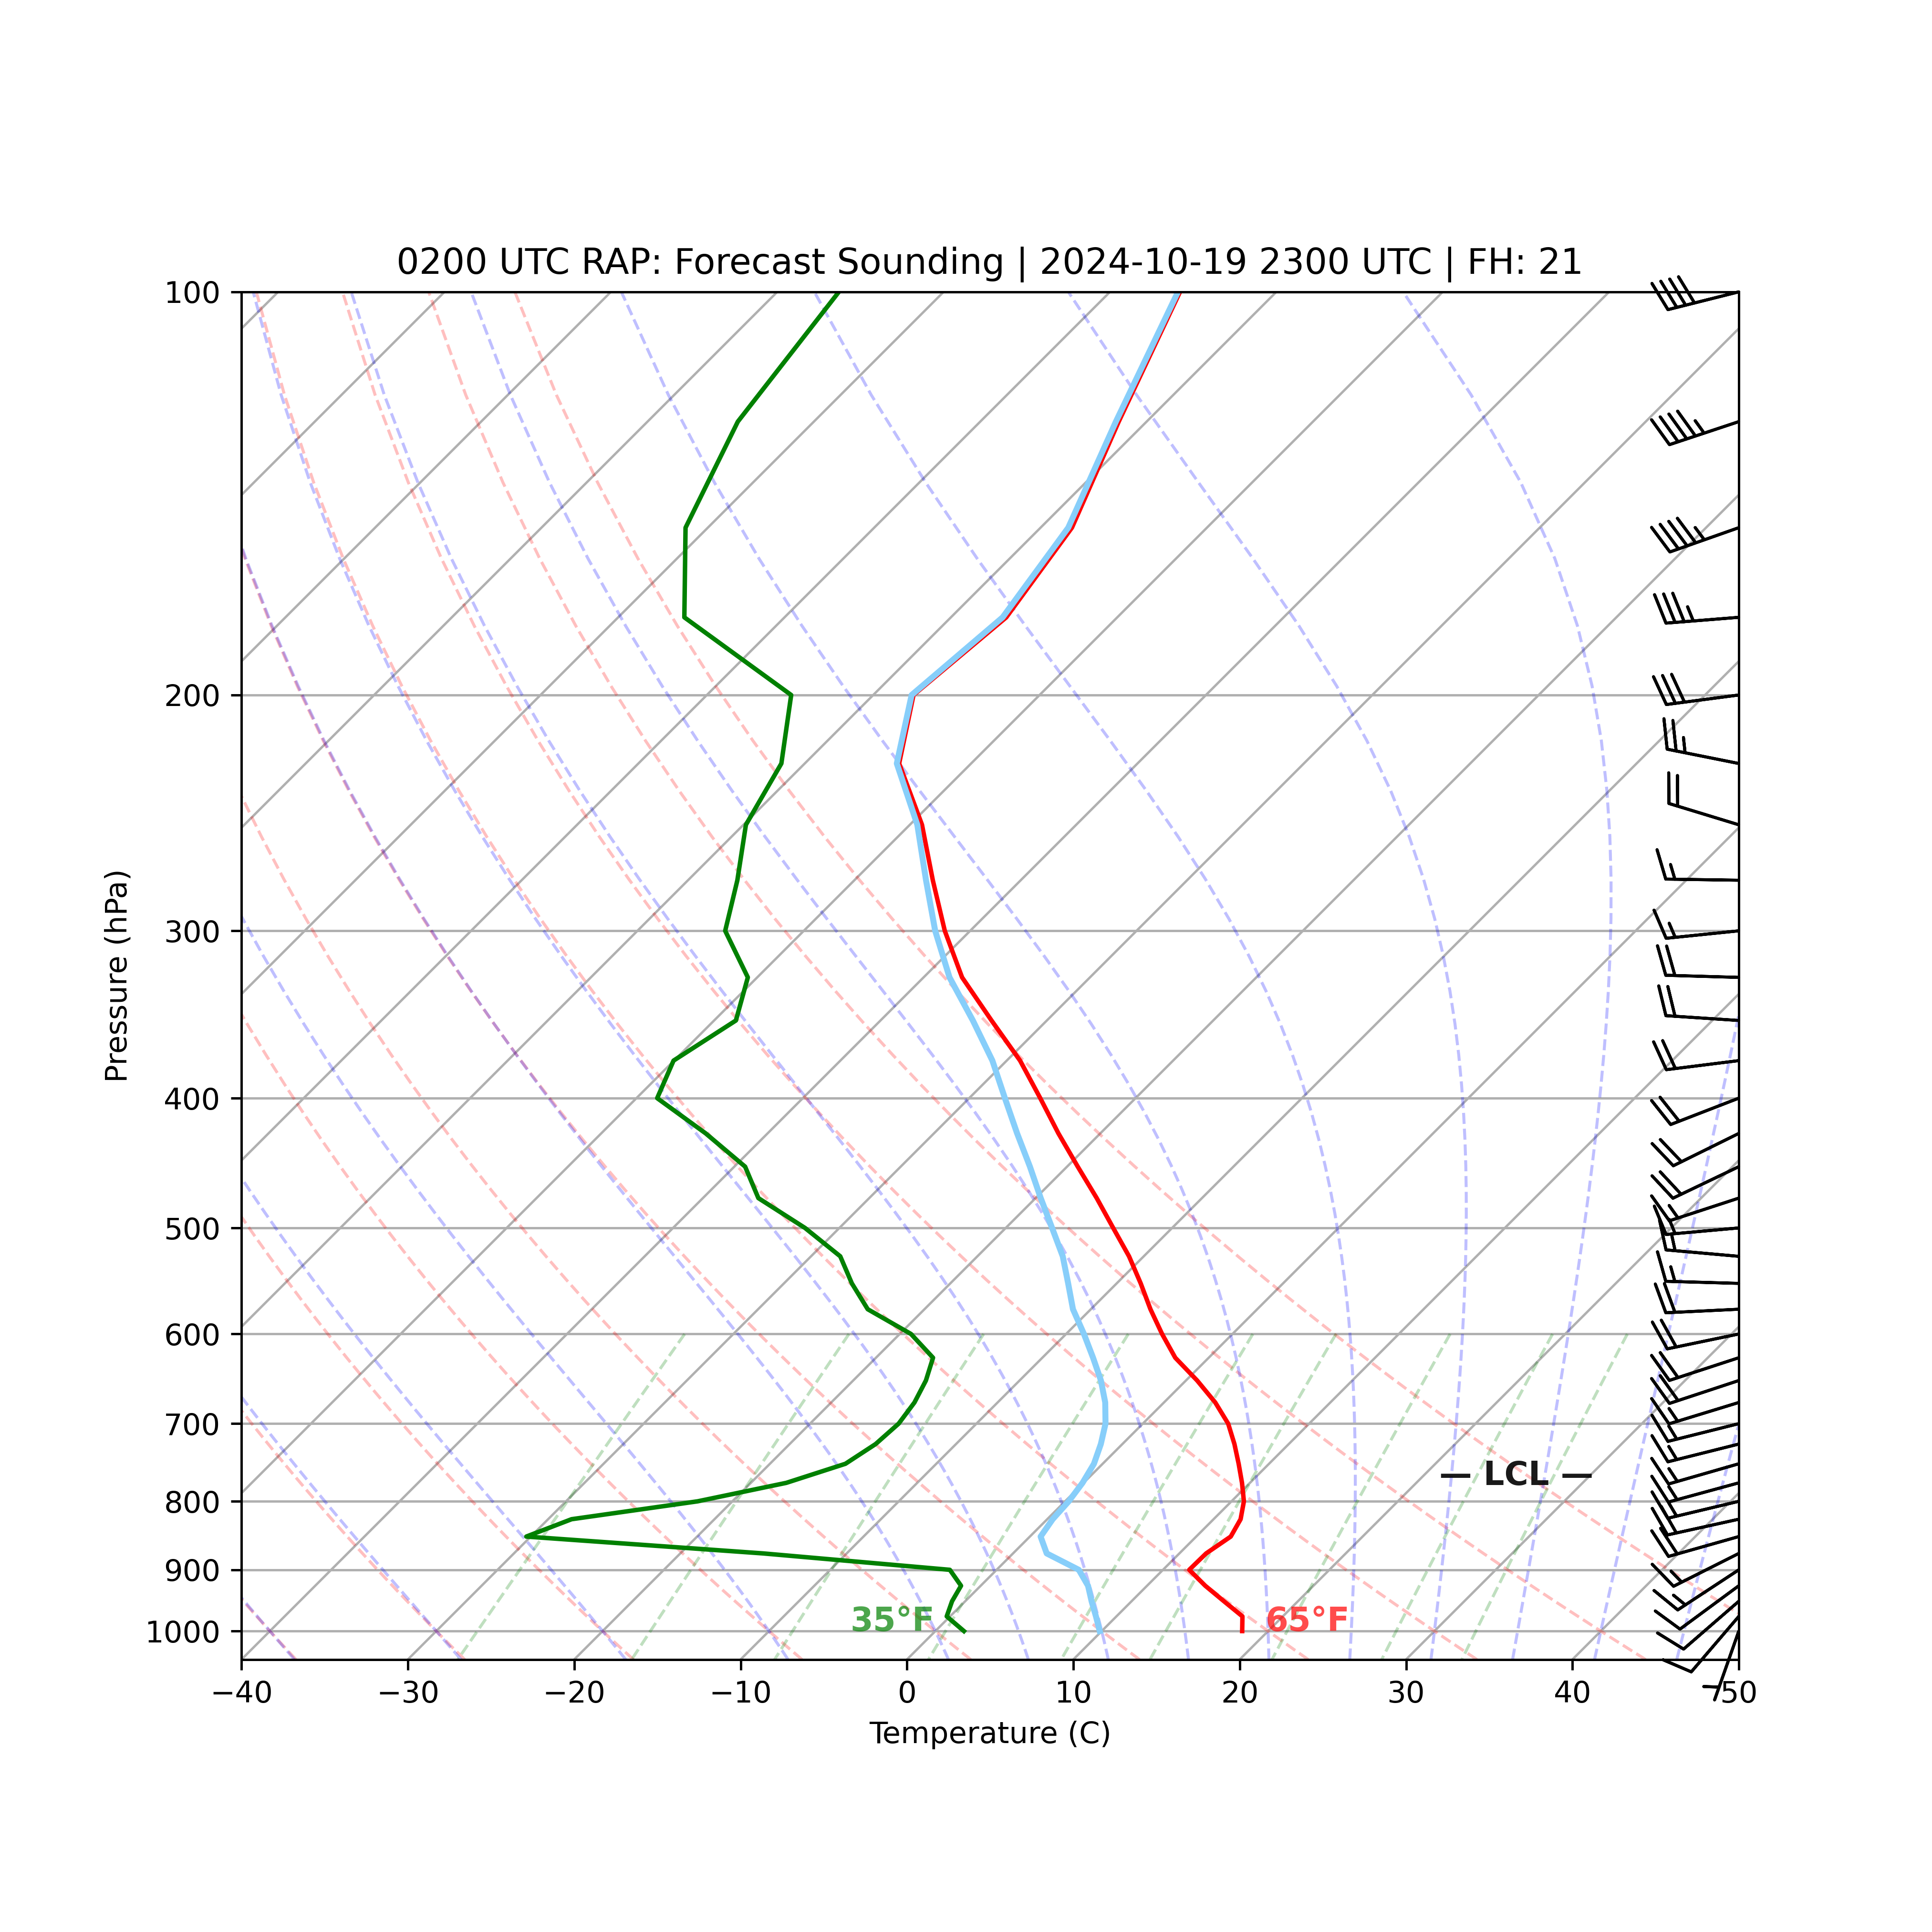 0200 UTC RAP: Forecast Sounding | 2024-10-19 2300 UTC | FH: 21
100
200
300
400
500
600
700
800
900
1000
Pressure (hPa)
— LCL —
35°F
65°F
−40 −30 −20 −10 0 10 20 30 40 50
Temperature (C)